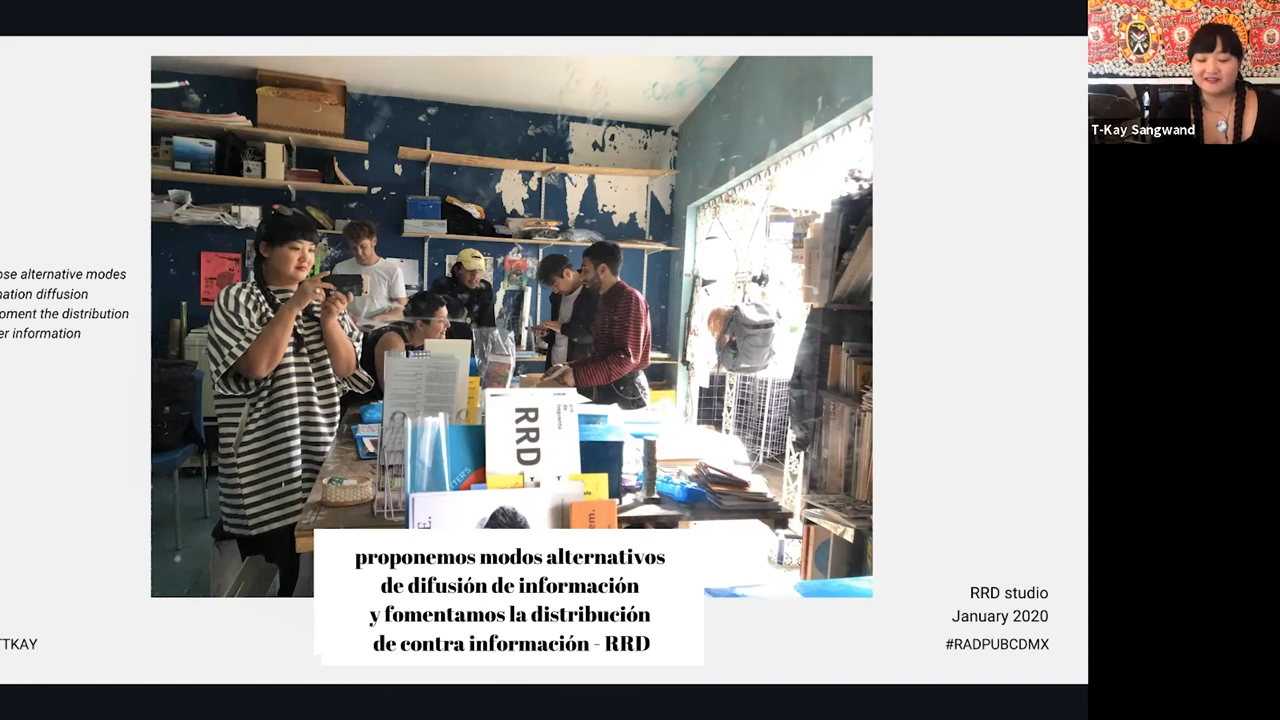 T-Kay Sangwand
ose alternative modes
nation diffusion
oment the distribution
er information
RRD
proponemos modos alternativos
de difusión de información
y fomentamos la distribución
de contra información - RRD
RRD studio
January 2020
TTKAY
#RADPUBCDMX